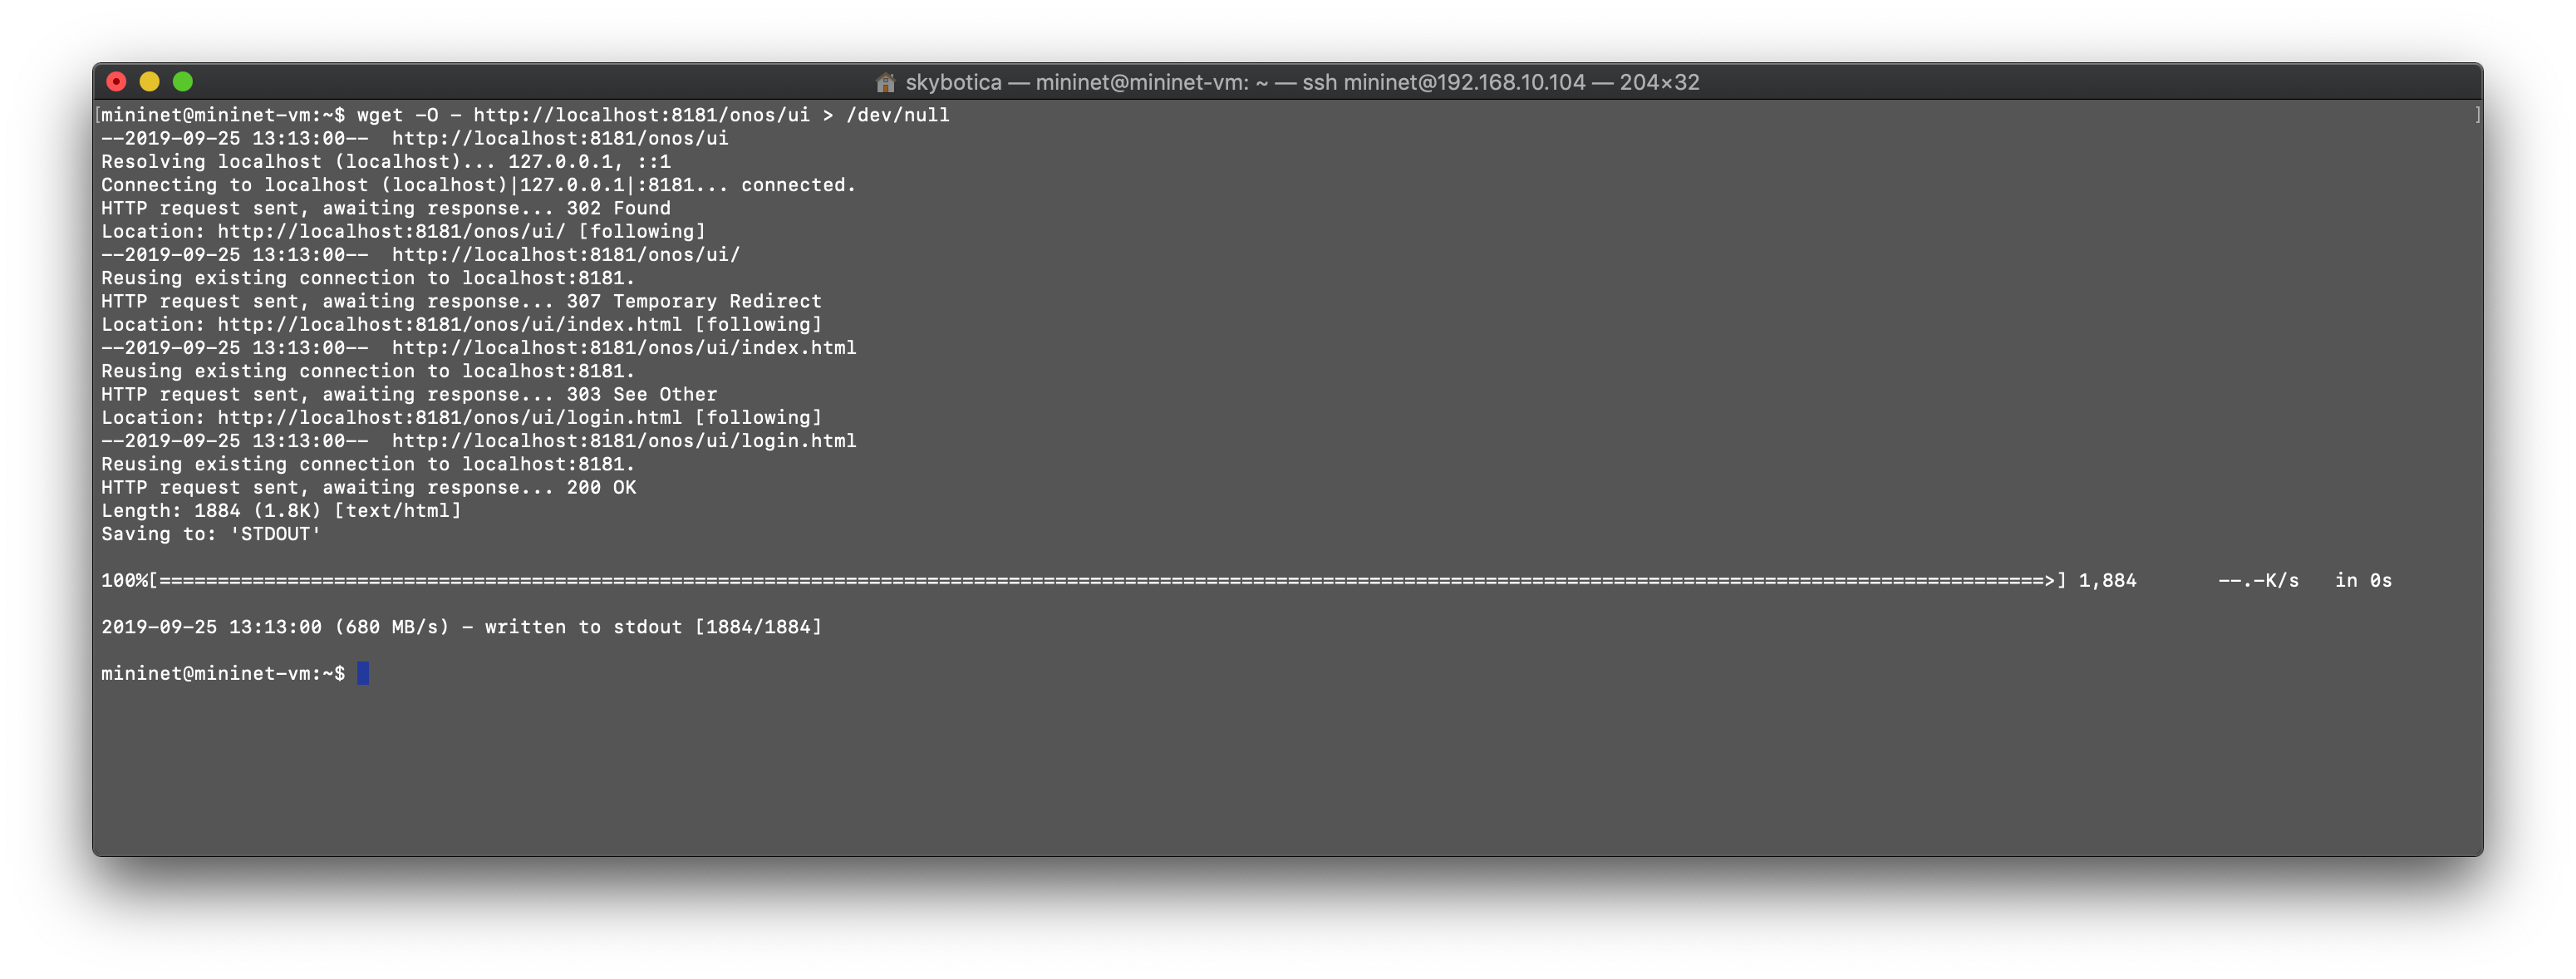 skybotica — mininet@mininet-vm: ~ — ssh mininet@192.168.10.104 — 204×32
[mininet@mininet-vm:~$ wget -O - http://localhost:8181/onos/ui > /dev/null ]
--2019-09-25 13:13:00--  http://localhost:8181/onos/ui
Resolving localhost (localhost)... 127.0.0.1, ::1
Connecting to localhost (localhost)|127.0.0.1|:8181... connected.
HTTP request sent, awaiting response... 302 Found
Location: http://localhost:8181/onos/ui/ [following]
--2019-09-25 13:13:00--  http://localhost:8181/onos/ui/
Reusing existing connection to localhost:8181.
HTTP request sent, awaiting response... 307 Temporary Redirect
Location: http://localhost:8181/onos/ui/index.html [following]
--2019-09-25 13:13:00--  http://localhost:8181/onos/ui/index.html
Reusing existing connection to localhost:8181.
HTTP request sent, awaiting response... 303 See Other
Location: http://localhost:8181/onos/ui/login.html [following]
--2019-09-25 13:13:00--  http://localhost:8181/onos/ui/login.html
Reusing existing connection to localhost:8181.
HTTP request sent, awaiting response... 200 OK
Length: 1884 (1.8K) [text/html]
Saving to: 'STDOUT'
100%[==================================================================================================================================================================>] 1,884       --.-K/s   in 0s
2019-09-25 13:13:00 (680 MB/s) - written to stdout [1884/1884]
mininet@mininet-vm:~$